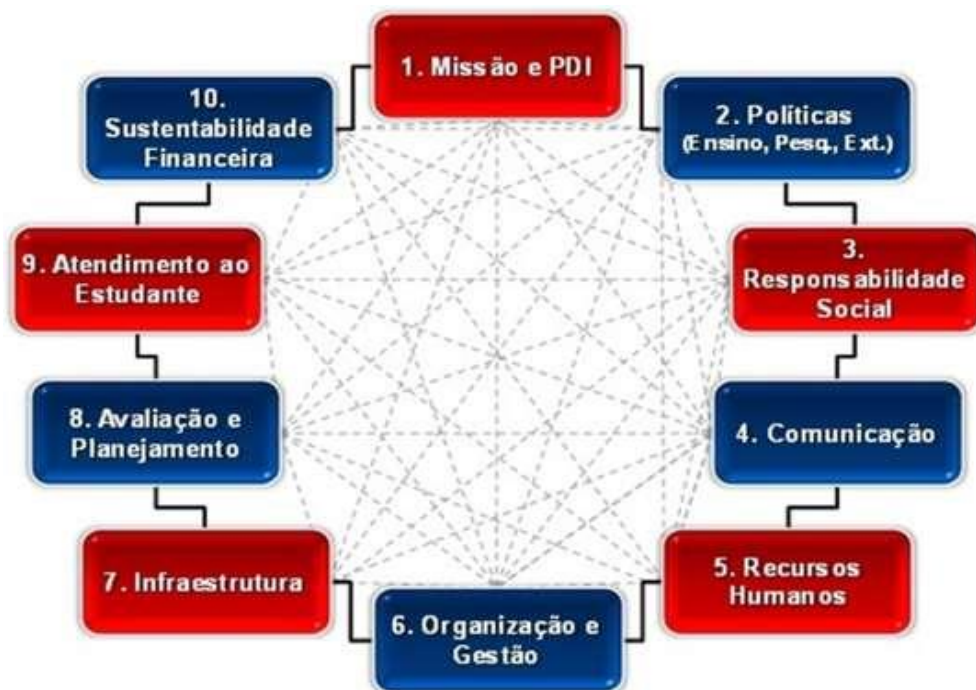 1. Missão e PDI
2. Políticas
(Ensino, Pesq., Ext.)
3.
Responsabilidade
Social
4. Comunicação
5. Recursos
Humanos
6. Organização e
Gestão
7. Infraestrutura
8. Avaliação e
Planejamento
9. Atendimento ao
Estudante
10.
Sustentabilidade
Financeira